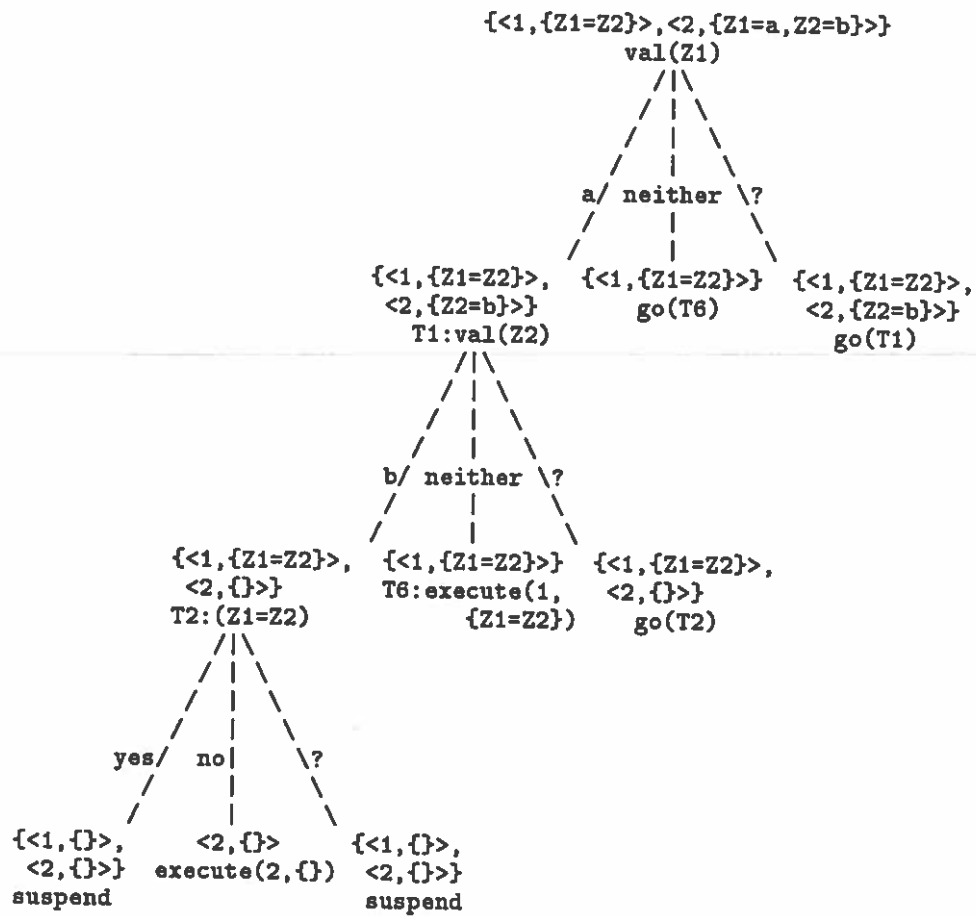 {<1,{Z1=Z2}>,<2,{Z1=a,Z2=b}>}
val(Z1)
a neither ?
{<1,{Z1=Z2}>, {<1,{Z1=Z2}>} {<1,{Z1=Z2}>,
<2,{Z2=b}>} go(T6) <2,{Z2=b}>}
T1:val(Z2) go(T1)
b neither ?
{<1,{Z1=Z2}>, {<1,{Z1=Z2}>} {<1,{Z1=Z2}>,
<2,{}>} T6:execute(1, <2,{}>}
T2:(Z1=Z2) {Z1=Z2}) go(T2)
yes no ?
{<1,{}>, <2,{}> {<1,{}>,
<2,{}>} execute(2,{}) <2,{}>}
suspend suspend